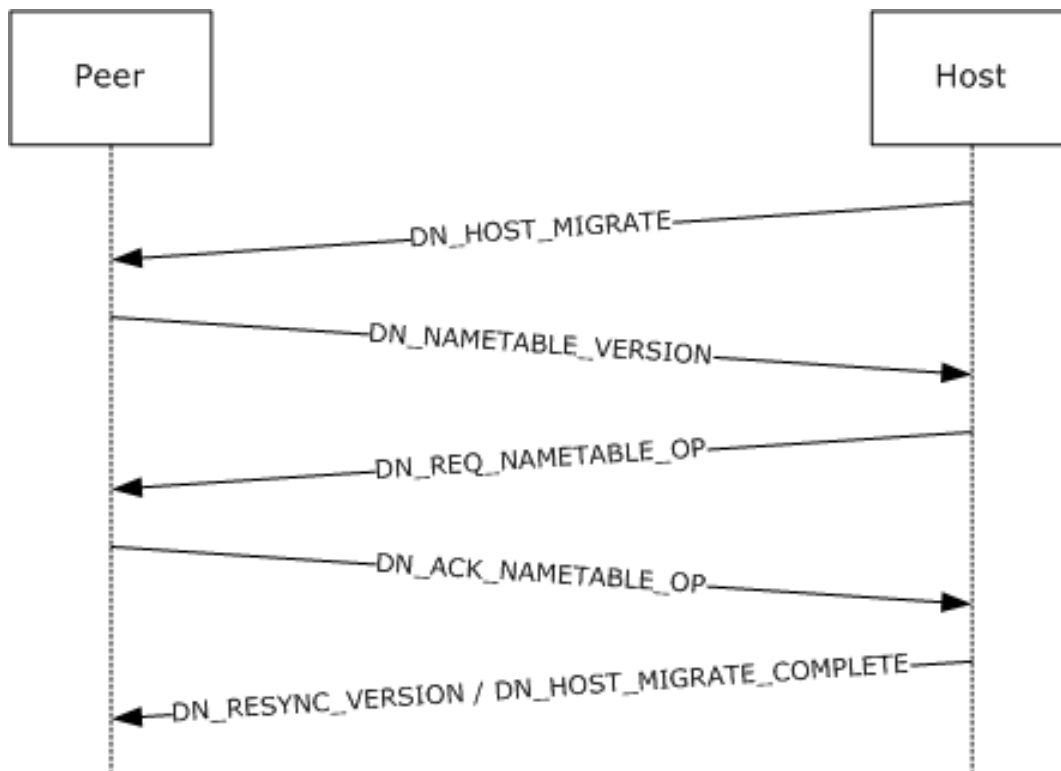 Peer
Host
DN_HOST_MIGRATE
DN_NAMETABLE_VERSION
DN_REQ_NAMETABLE_OP
DN_ACK_NAMETABLE_OP
DN_RESYNC_VERSION / DN_HOST_MIGRATE_COMPLETE